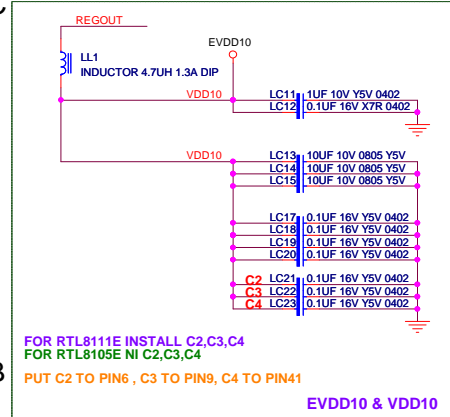 REGOUT
EVDD10
LL1
INDUCTOR 4.7UH 1.3A DIP
VDD10 LC11 1UF 10V Y5V 0402
LC12 0.1UF 16V X7R 0402
VDD10 LC13 10UF 10V 0805 Y5V
LC14 10UF 10V 0805 Y5V
LC15 10UF 10V 0805 Y5V
LC17 0.1UF 16V Y5V 0402
LC18 0.1UF 16V Y5V 0402
LC19 0.1UF 16V Y5V 0402
LC20 0.1UF 16V Y5V 0402
C2 LC21 0.1UF 16V Y5V 0402
C3 LC22 0.1UF 16V Y5V 0402
C4 LC23 0.1UF 16V Y5V 0402
FOR RTL8111E INSTALL C2,C3,C4
FOR RTL8105E NI C2,C3,C4
PUT C2 TO PIN6 , C3 TO PIN9, C4 TO PIN41
EVDD10 & VDD10